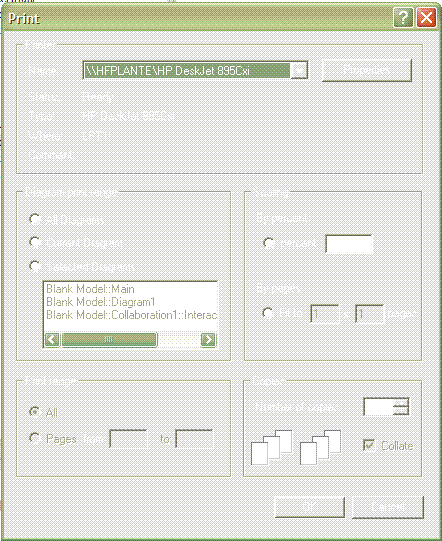 Print
Printer
Name: \\HFPLANTE\HP DeskJet 895Cxi Properties
Status: Ready
Type: HP DeskJet 895Cxi
Where: LPT1:
Comment:
Diagram print range
All Diagrams
Current Diagram
Selected Diagrams
Blank Model::Main
Blank Model::Diagram1
Blank Model::Collaboration1::Interac
Scaling
By percent:
percent:
By pages:
Fit to 1 x 1 pages
Print range
All
Pages from to
Copies
Number of copies:
Collate
OK Cancel